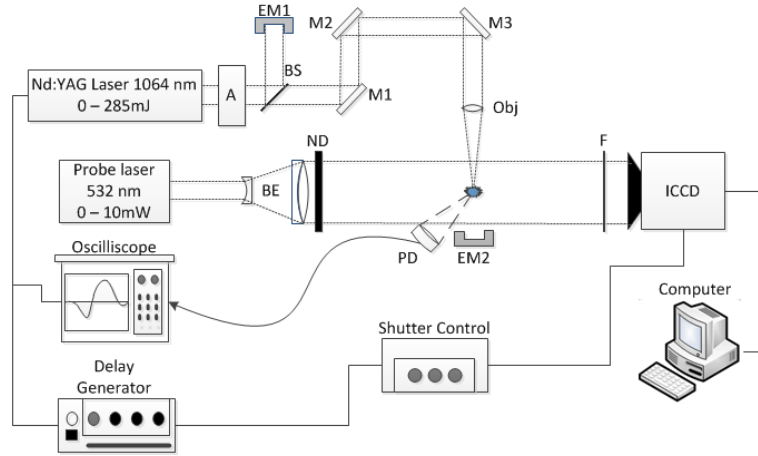 EM1
M2
M3
Nd:YAG Laser 1064 nm
0 – 285mJ
A
BS
M1
Obj
ND
F
Probe laser
532 nm
0 – 10mW
BE
ICCD
Oscilliscope
PD
EM2
Computer
Shutter Control
Delay
Generator